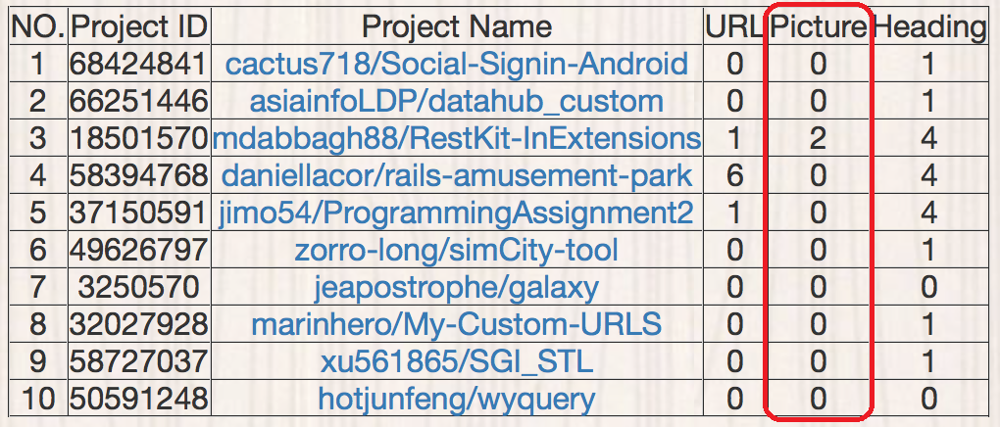 NO. Project ID Project Name URL Picture Heading
1 68424841 cactus718/Social-Signin-Android 0 0 1
2 66251446 asiainfoLDP/datahub_custom 0 0 1
3 18501570 mdabbagh88/RestKit-InExtensions 1 2 4
4 58394768 daniellacor/rails-amusement-park 6 0 4
5 37150591 jimo54/ProgrammingAssignment2 1 0 4
6 49626797 zorro-long/simCity-tool 0 0 1
7 3250570 jeapostrophe/galaxy 0 0 0
8 32027928 marinhero/My-Custom-URLS 0 0 1
9 58727037 xu561865/SGI_STL 0 0 1
10 50591248 hotjunfeng/wyquery 0 0 0